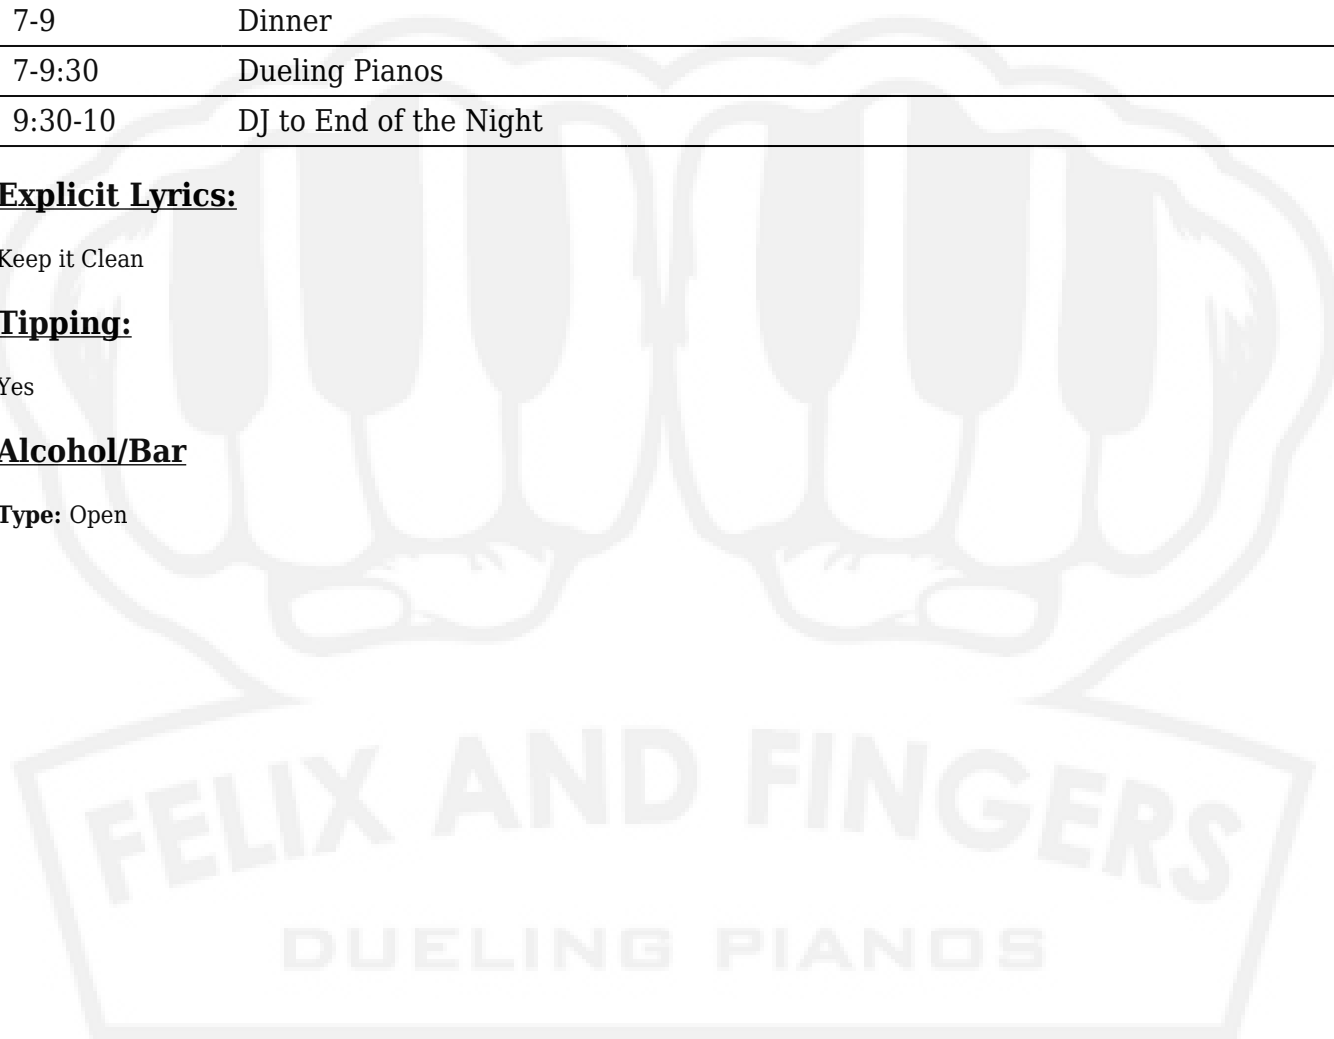 7-9 Dinner
7-9:30 Dueling Pianos
9:30-10 DJ to End of the Night
Explicit Lyrics:
Keep it Clean
Tipping:
Yes
Alcohol/Bar
Type: Open
FELIX AND FINGERS
DUELING PIANOS